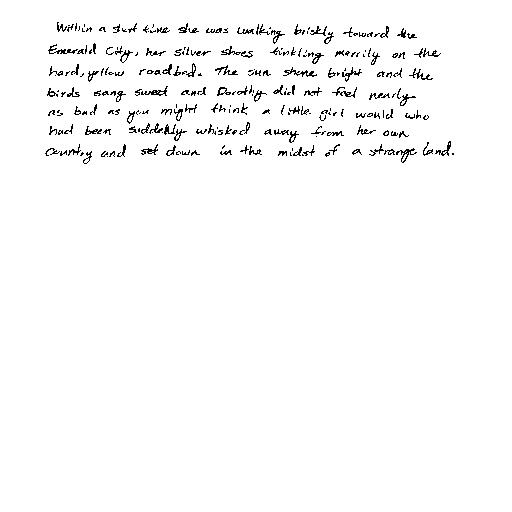 Within a short time she was walking briskly toward the
Emerald City, her silver shoes tinkling merrily on the
hard, yellow roadbed. The sun shone bright and the
birds sang sweet and Dorothy did not feel nearly
as bad as you might think a little girl would who
had been suddenly whisked away from her own
country and set down in the midst of a strange land.